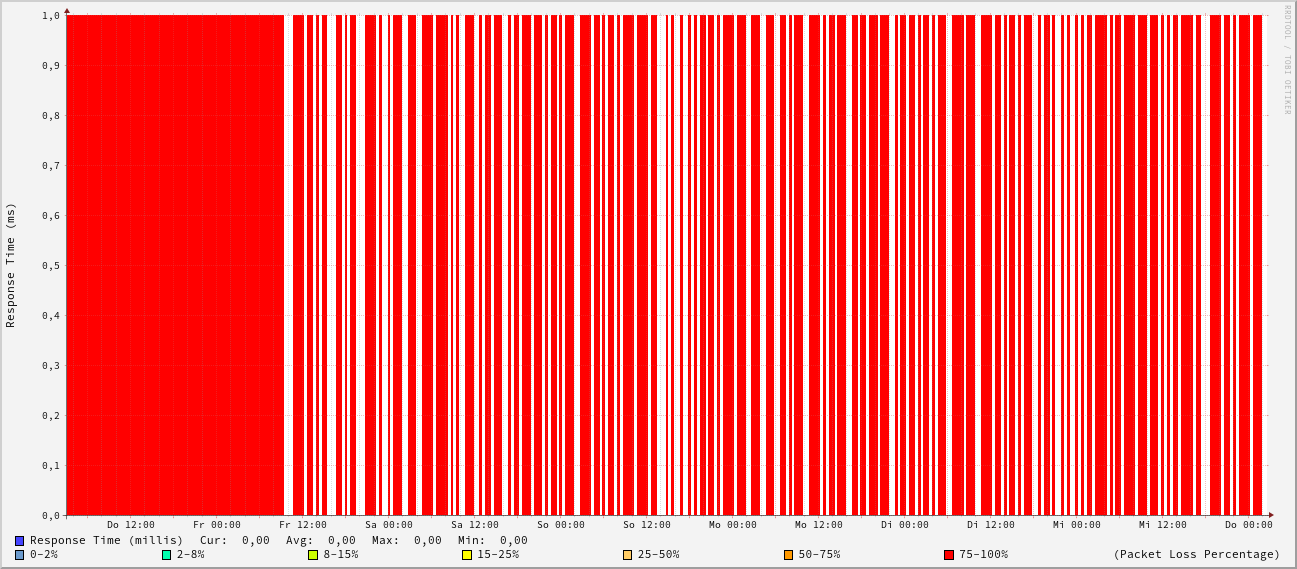 RRDTOOL / TOBI OETIKER
Response Time (ms)
1,0
0,9
0,8
0,7
0,6
0,5
0,4
0,3
0,2
0,1
0,0
Do 12:00 Fr 00:00 Fr 12:00 Sa 00:00 Sa 12:00 So 00:00 So 12:00 Mo 00:00 Mo 12:00 Di 00:00 Di 12:00 Mi 00:00 Mi 12:00 Do 00:00
Response Time (millis) Cur: 0,00 Avg: 0,00 Max: 0,00 Min: 0,00
0-2% 2-8% 8-15% 15-25% 25-50% 50-75% 75-100% (Packet Loss Percentage)